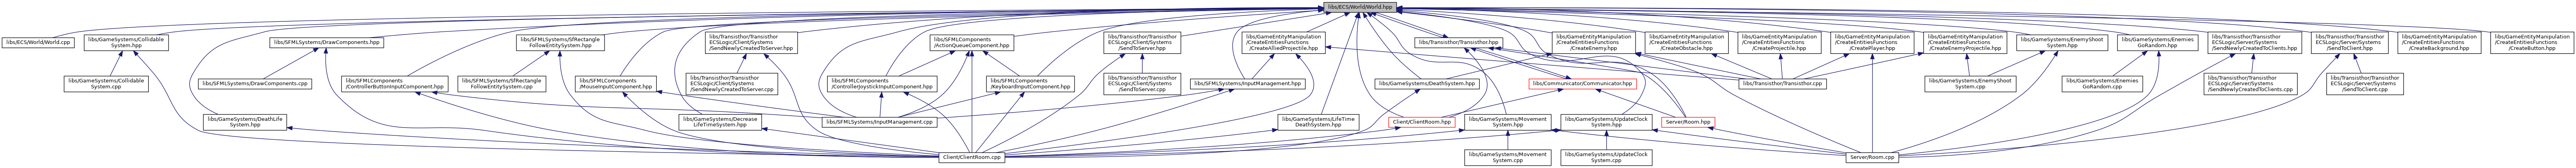 libs/ECS/World/World.hpp
libs/ECS/World/World.cpp
libs/GameSystems/Collidable
System.hpp
libs/SFMLSystems/DrawComponents.hpp
libs/SFMLSystems/SfRectangle
FollowEntitySystem.hpp
libs/Transisthor/Transisthor
ECSLogic/Client/Systems
/SendNewlyCreatedToServer.hpp
libs/SFMLComponents
/ActionQueueComponent.hpp
libs/Transisthor/Transisthor
ECSLogic/Client/Systems
/SendToServer.hpp
libs/GameEntityManipulation
/CreateEntitiesFunctions
/CreateAlliedProjectile.hpp
libs/Transisthor/Transisthor.hpp
libs/GameEntityManipulation
/CreateEntitiesFunctions
/CreateEnemy.hpp
libs/GameEntityManipulation
/CreateEntitiesFunctions
/CreateObstacle.hpp
libs/GameEntityManipulation
/CreateEntitiesFunctions
/CreateProjectile.hpp
libs/GameEntityManipulation
/CreateEntitiesFunctions
/CreatePlayer.hpp
libs/GameEntityManipulation
/CreateEntitiesFunctions
/CreateEnemyProjectile.hpp
libs/GameSystems/EnemyShoot
System.hpp
libs/GameSystems/Enemies
GoRandom.hpp
libs/Transisthor/Transisthor
ECSLogic/Server/Systems
/SendNewlyCreatedToClients.hpp
libs/Transisthor/Transisthor
ECSLogic/Server/Systems
/SendToClient.hpp
libs/GameEntityManipulation
/CreateEntitiesFunctions
/CreateBackground.hpp
libs/GameEntityManipulation
/CreateEntitiesFunctions
/CreateButton.hpp
libs/GameSystems/Collidable
System.cpp
libs/SFMLSystems/DrawComponents.cpp
libs/SFMLComponents
/ControllerButtonInputComponent.hpp
libs/SFMLSystems/SfRectangle
FollowEntitySystem.cpp
libs/SFMLComponents
/MouseInputComponent.hpp
libs/Transisthor/Transisthor
ECSLogic/Client/Systems
/SendNewlyCreatedToServer.cpp
libs/SFMLComponents
/ControllerJoystickInputComponent.hpp
libs/SFMLComponents
/KeyboardInputComponent.hpp
libs/Transisthor/Transisthor
ECSLogic/Client/Systems
/SendToServer.cpp
libs/SFMLSystems/InputManagement.hpp
libs/GameSystems/DeathSystem.hpp
libs/Communicator/Communicator.hpp
libs/Transisthor/Transisthor.cpp
libs/GameSystems/EnemyShoot
System.cpp
libs/GameSystems/Enemies
GoRandom.cpp
libs/Transisthor/Transisthor
ECSLogic/Server/Systems
/SendNewlyCreatedToClients.cpp
libs/Transisthor/Transisthor
ECSLogic/Server/Systems
/SendToClient.cpp
libs/GameSystems/DeathLife
System.hpp
libs/GameSystems/Decrease
LifeTimeSystem.hpp
libs/SFMLSystems/InputManagement.cpp
libs/GameSystems/LifeTime
DeathSystem.hpp
Client/ClientRoom.hpp
libs/GameSystems/Movement
System.hpp
libs/GameSystems/UpdateClock
System.hpp
Server/Room.hpp
Client/ClientRoom.cpp
libs/GameSystems/Movement
System.cpp
libs/GameSystems/UpdateClock
System.cpp
Server/Room.cpp